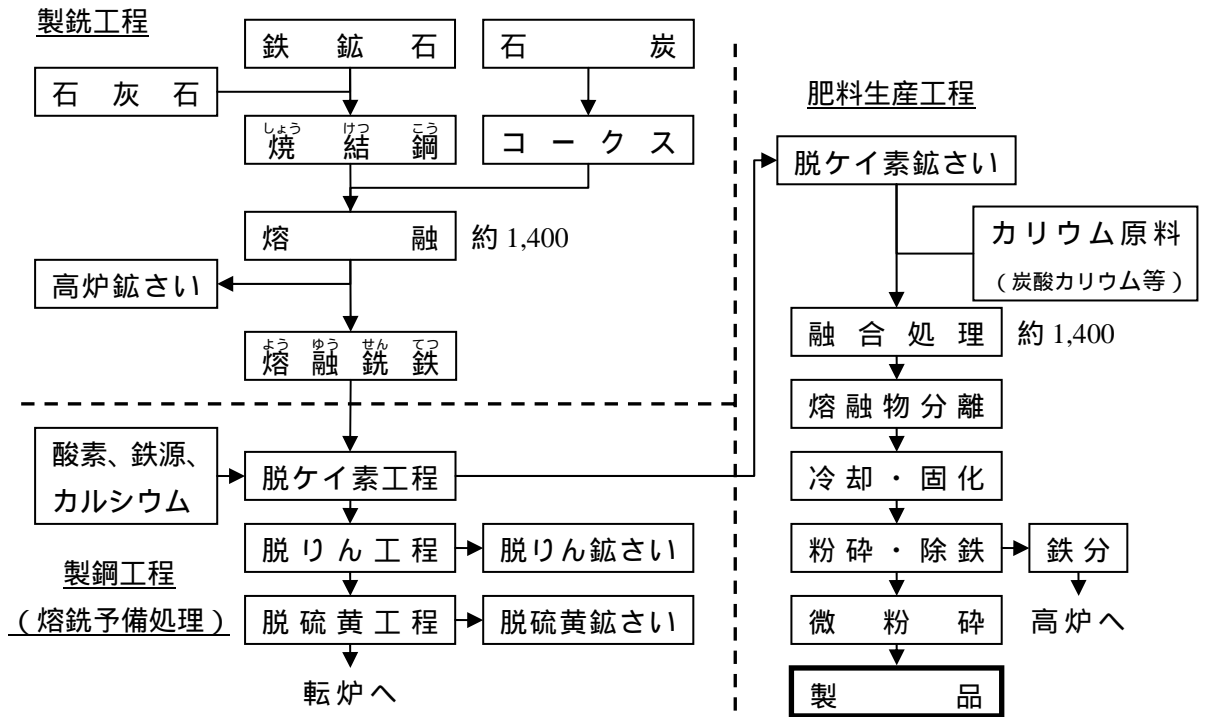 製銑工程
鉄鉱石
石炭
石灰石
しょう けつ こう
焼結鋼
コークス
熔融
約 1,400
高炉鉱さい
よう ゆう せん てつ
熔融銑鉄
酸素、鉄源、
カルシウム
脱ケイ素工程
脱りん工程
脱りん鉱さい
製鋼工程
（熔銑予備処理）
脱硫黄工程
脱硫黄鉱さい
転炉へ
肥料生産工程
脱ケイ素鉱さい
カリウム原料
（炭酸カリウム等）
融合処理
約 1,400
熔融物分離
冷却・固化
粉砕・除鉄
鉄分
微粉砕
高炉へ
製品